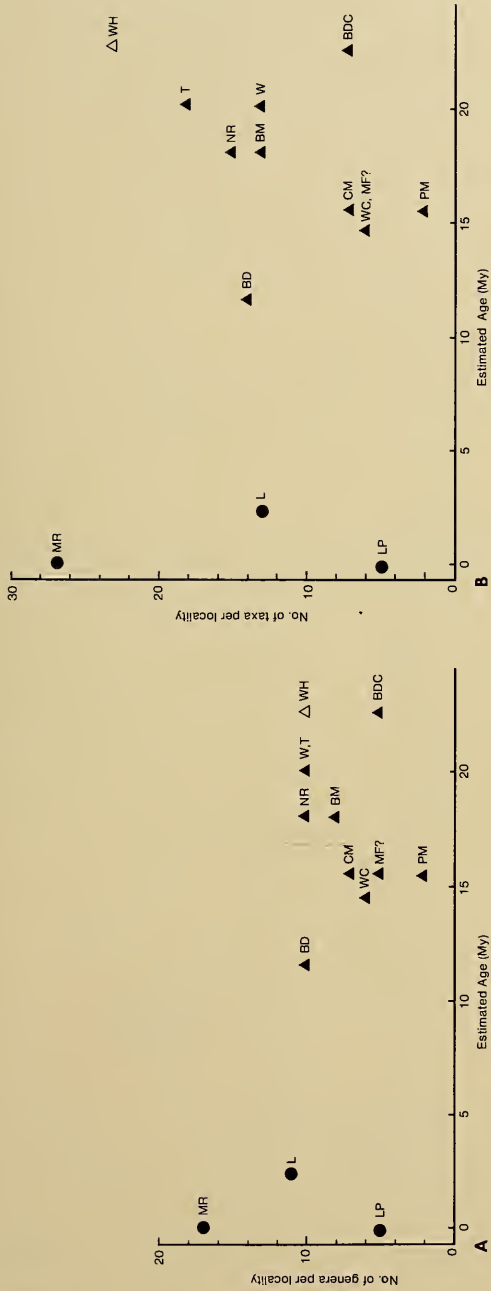 20
10
0
No. of genera per locality
MR
L
LP
BD
WC
CM
MF?
PM
NR
BM
W,T
WH
BDC
0
5
10
15
20
Estimated Age (My)
A
30
20
10
0
No. of taxa per locality
MR
L
LP
BD
NR
BM
CM
WC, MF?
PM
T
W
WH
BDC
0
5
10
15
20
Estimated Age (My)
B